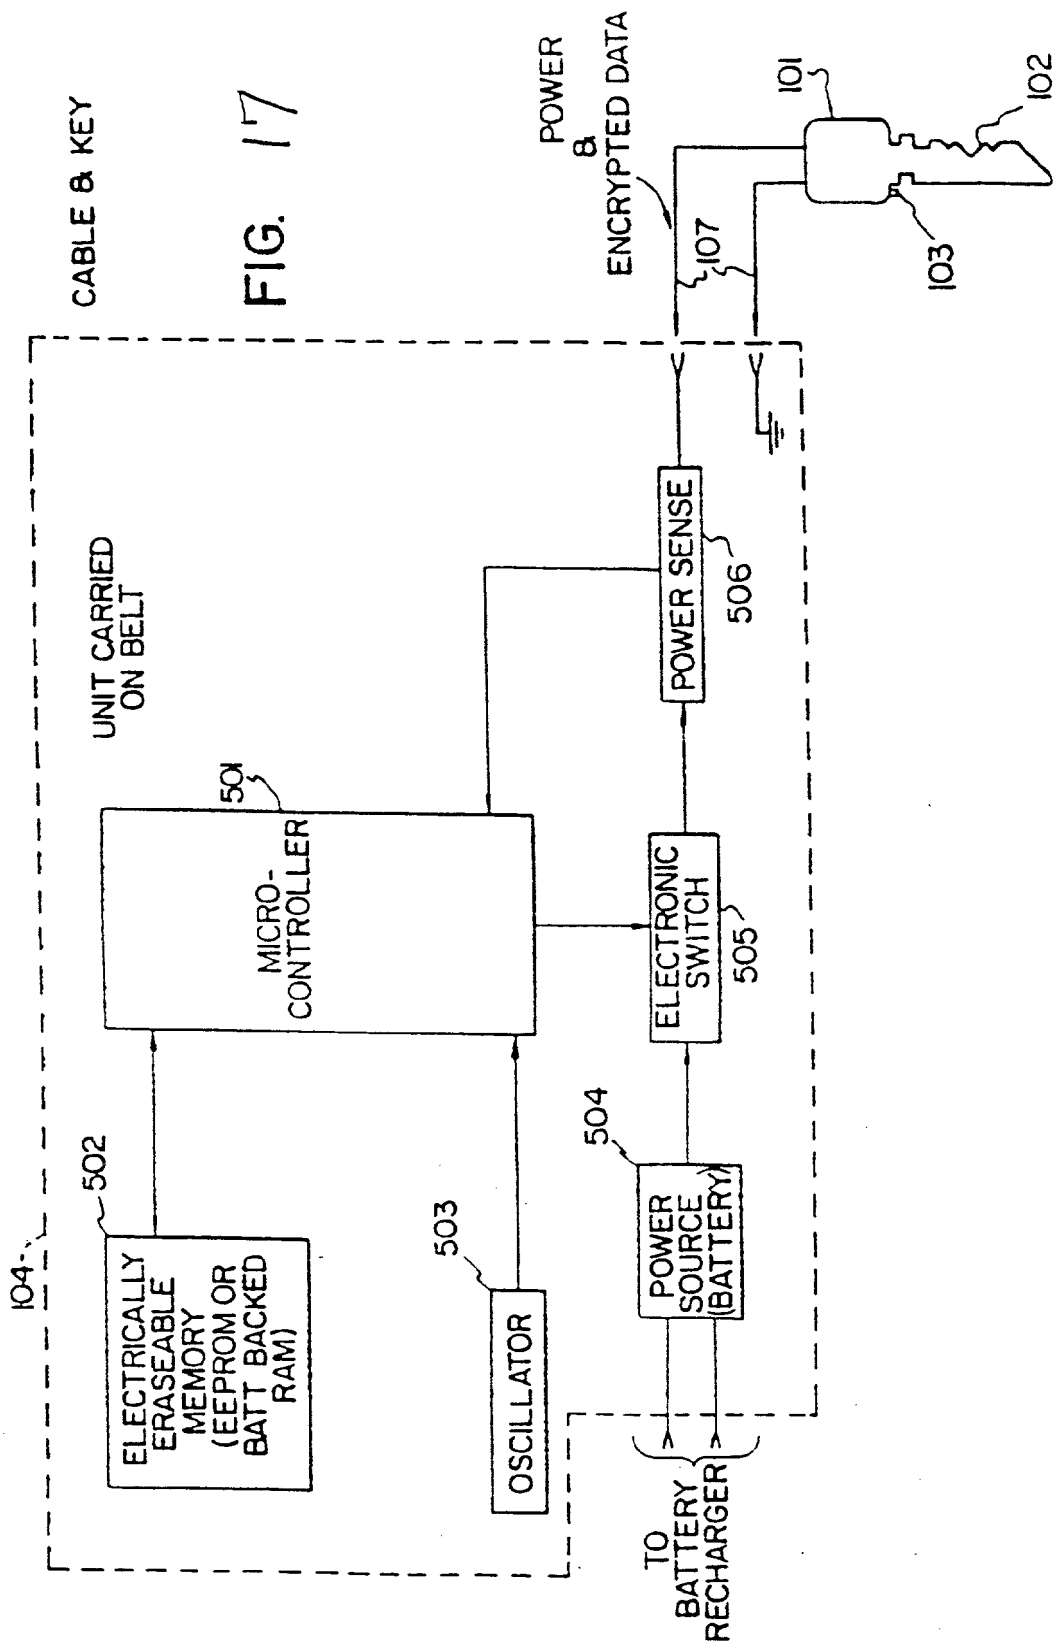 CABLE & KEY
FIG. 17
UNIT CARRIED
ON BELT
104
502
ELECTRICALLY
ERASEABLE
MEMORY
(EEPROM OR
BATT BACKED
RAM)
501
MICRO-
CONTROLLER
503
OSCILLATOR
504
POWER
SOURCE
(BATTERY)
ELECTRONIC
SWITCH
505
POWER SENSE
506
TO
BATTERY
RECHARGER
POWER
&
ENCRYPTED DATA
107
101
102
103